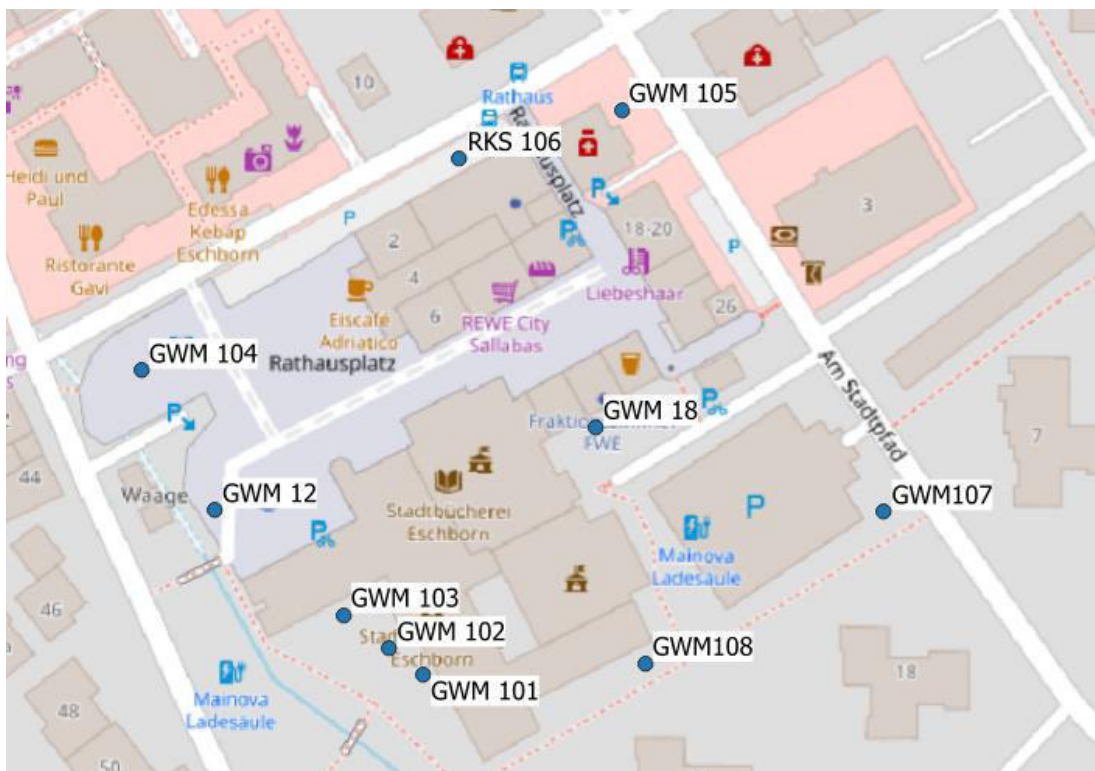 10
GWM 105
Rathaus
RKS 106
Rathausplatz
Heidi und
Paul
Edessa
Kebap
Eschborn
P
3
2
18-20
Ristorante
Gavi
4
P
Liebeshaar
6
REWE City
Sallabas
26
Eiscafé
Adriatico
GWM 104
Rathausplatz
Am Stadtpfad
P
P
GWM 18
FWE
7
44
Waage
GWM 12
Stadtbücherei
Eschborn
GWM107
P
P
Mainova
Ladesäule
46
GWM 103
GWM 102
Eschborn
GWM 101
GWM108
18
Mainova
Ladesäule
48
50